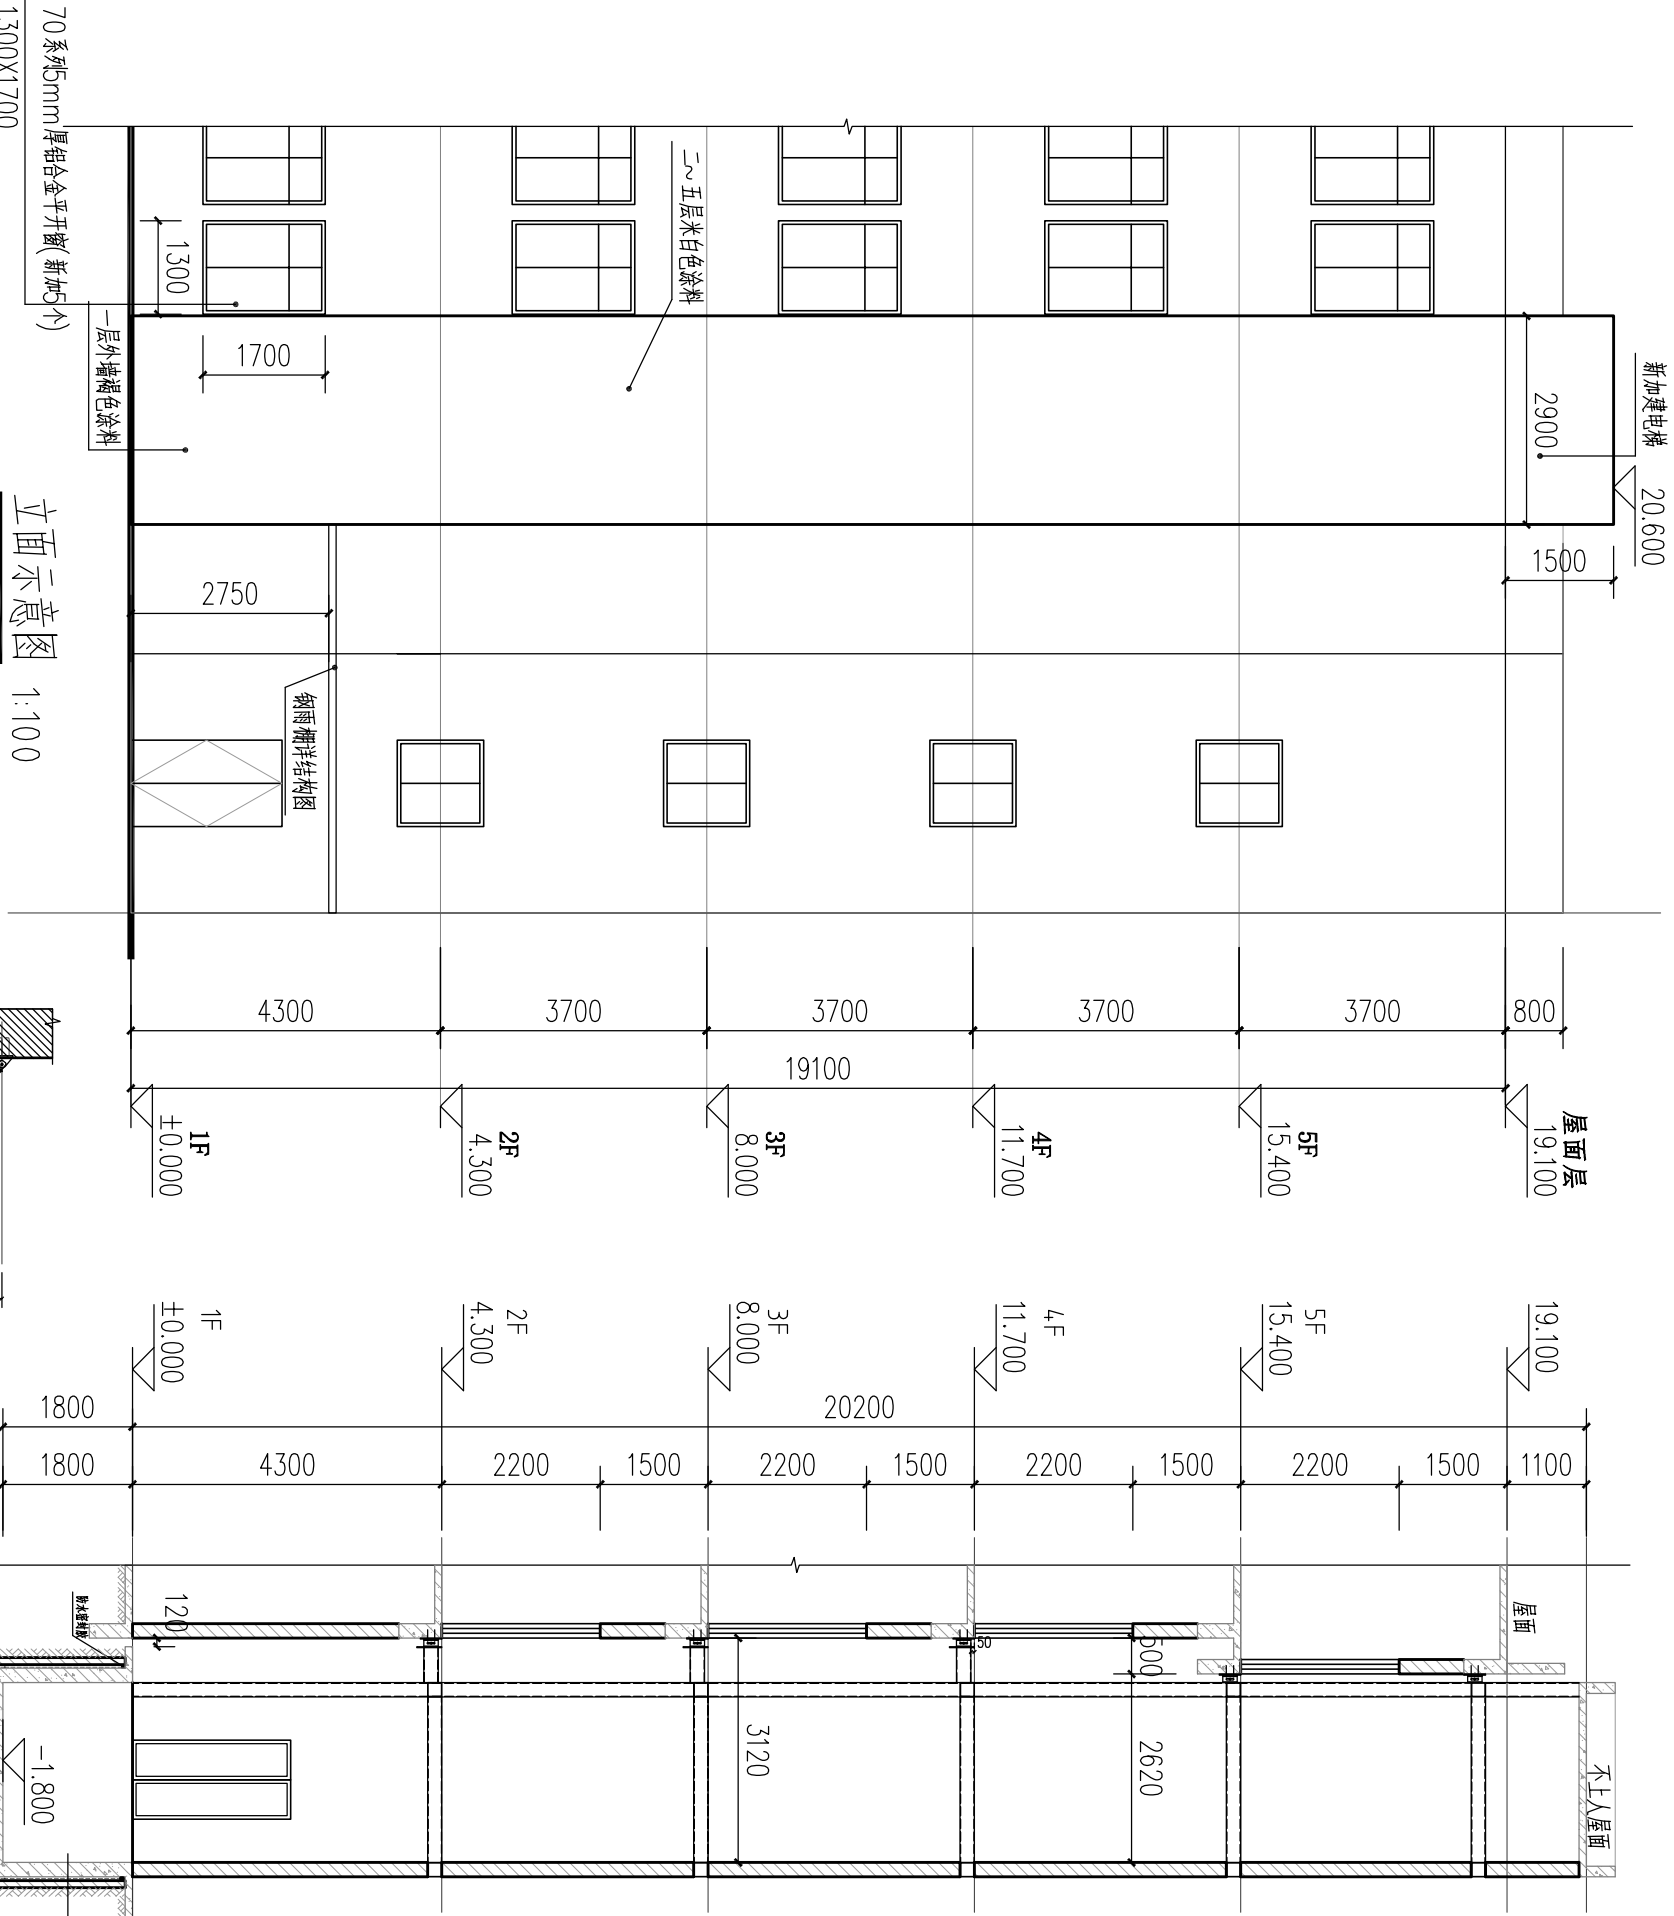 新加建电梯
20.600
2900
1500
屋面层
19.100
800
5F
15.400
3700
4F
11.700
3700
3F
8.000
3700
2F
4.300
3700
1F
±0.000
4300
19100
二~五层米白色涂料
1300
1700
2750
钢雨棚详结构图
一层外墙褐色涂料
70系列5mm厚铝合金平开窗(新加5个)
1300X1700
立面示意图 1:100
19.100
5F
15.400
4F
11.700
3F
8.000
2F
4.300
1F
±0.000
20200
1800
1100
1500
2200
1500
2200
1500
2200
1500
2200
4300
1800
屋面
不上人屋面
500
2620
50
3120
120
防水密封胶
-1.800